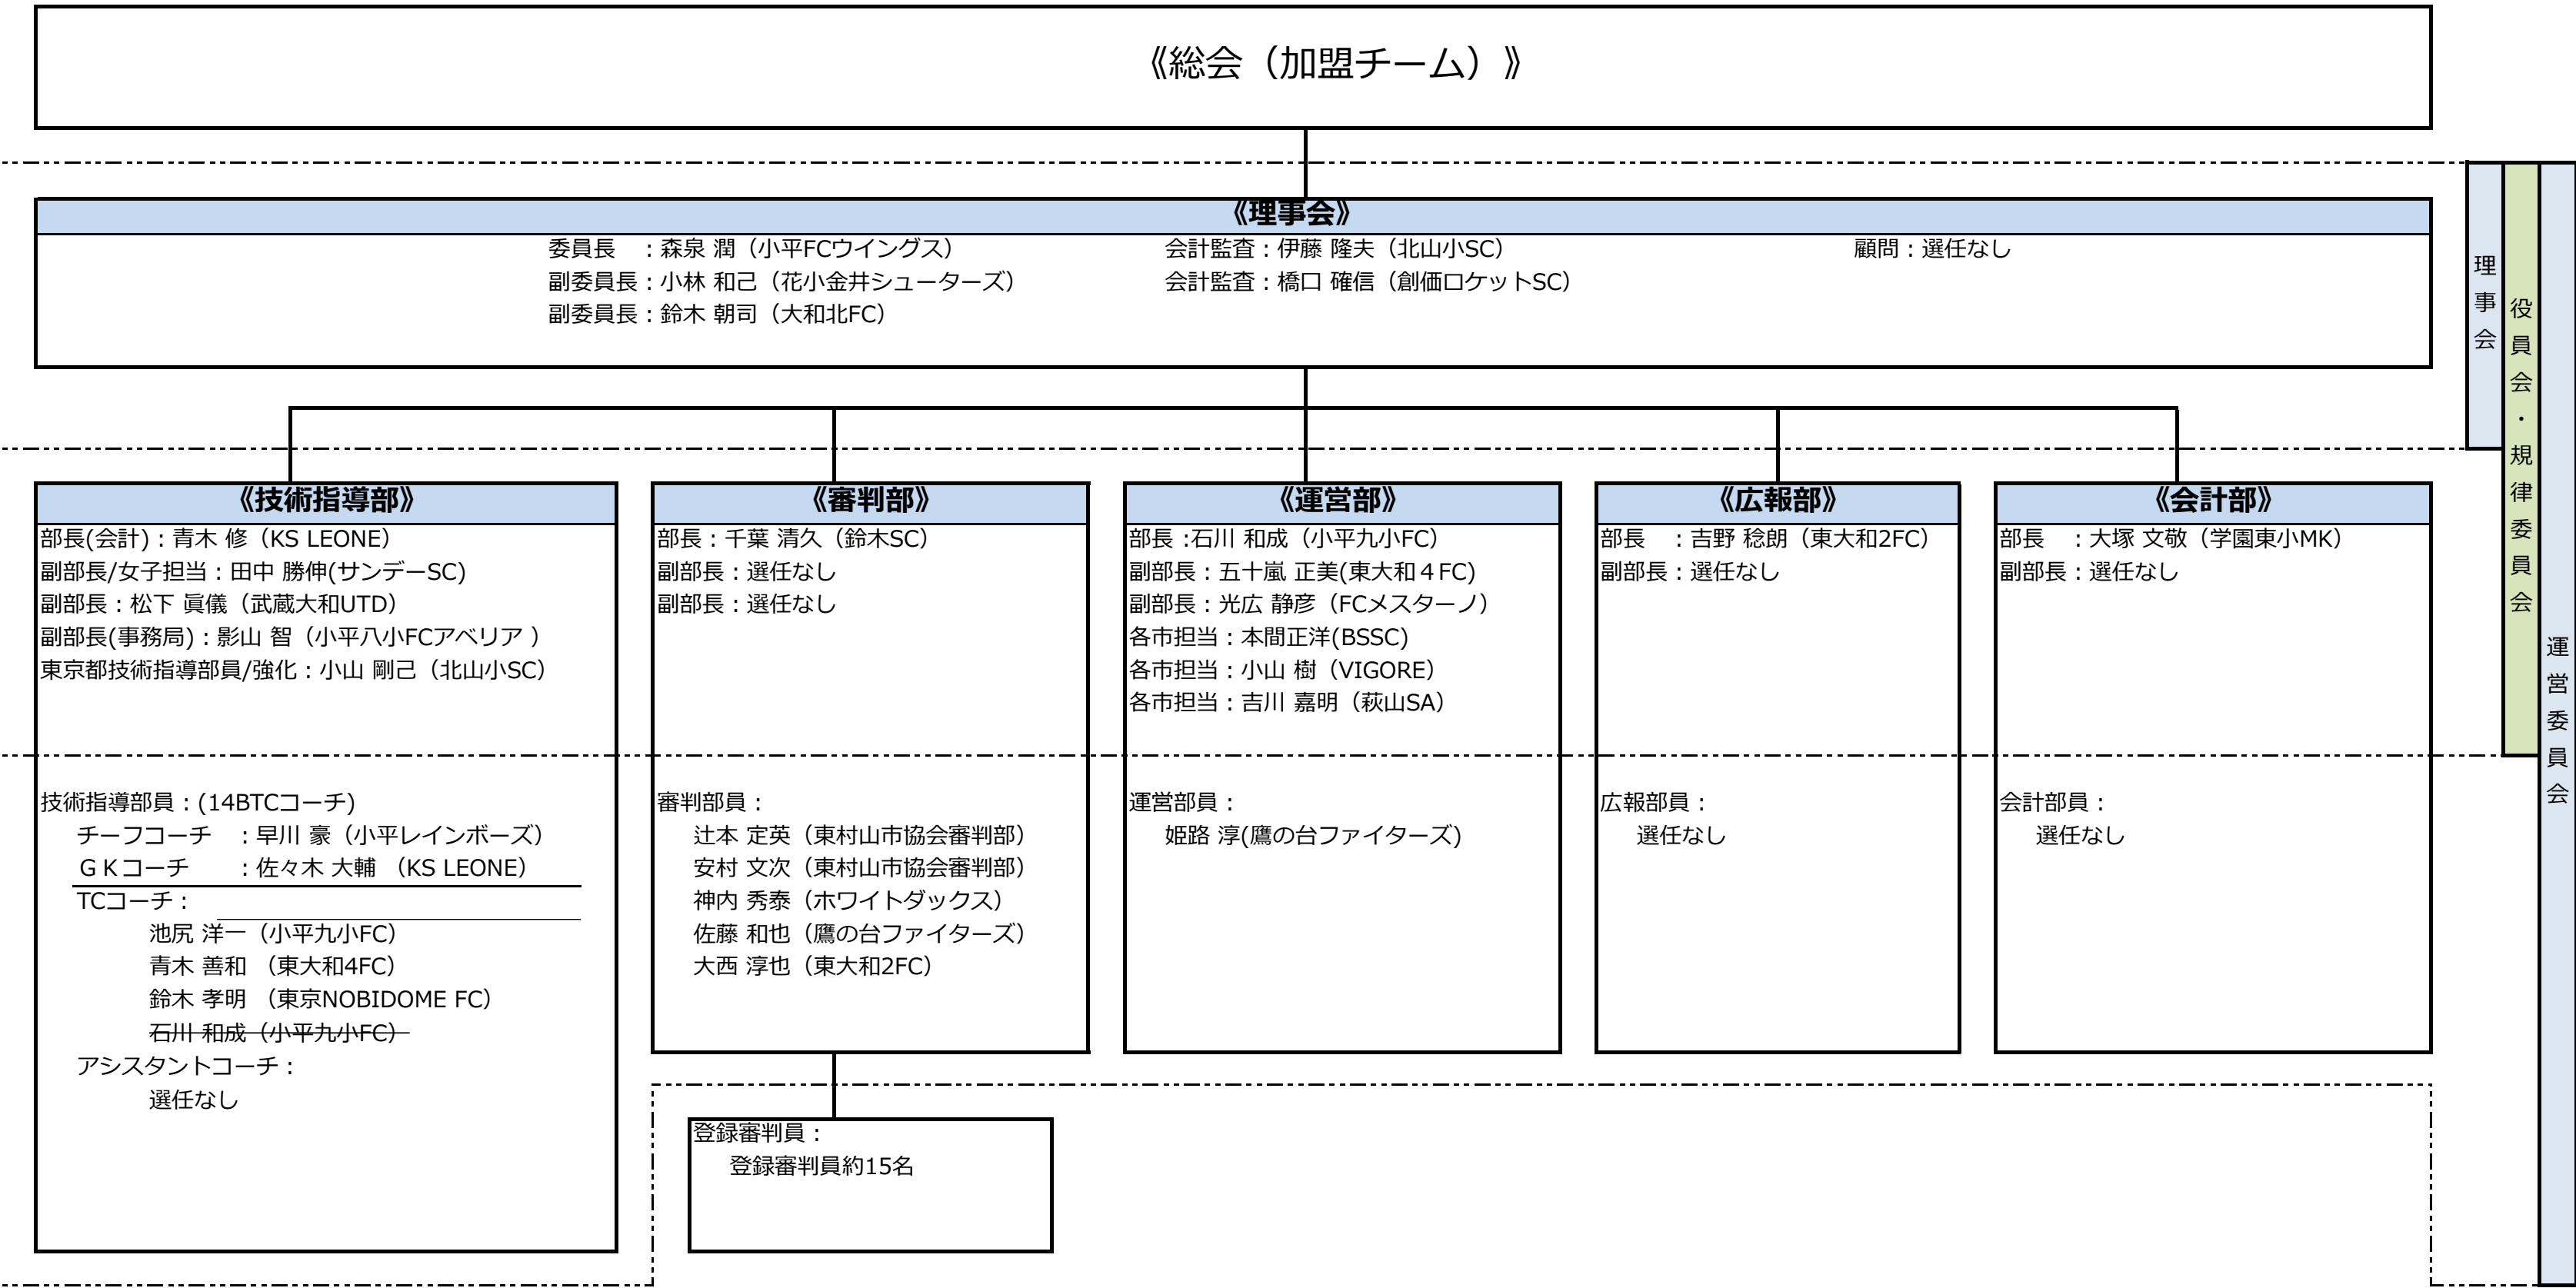 《総会（加盟チーム）》
《理事会》
委員長　：森泉 潤（小平FCウイングス）
副委員長：小林 和己（花小金井シューターズ）
副委員長：鈴木 朝司（大和北FC）
会計監査：伊藤 隆夫（北山小SC）
会計監査：橋口 確信（創価ロケットSC）
顧問：選任なし
理事会
役員会・規律委員会
運営委員会
《技術指導部》
部長(会計)：青木 修（KS LEONE）
副部長/女子担当：田中 勝伸(サンデーSC)
副部長：松下 眞儀（武蔵大和UTD）
副部長(事務局)：影山 智（小平八小FCアベリア ）
東京都技術指導部員/強化：小山 剛己（北山小SC）
技術指導部員：(14BTCコーチ)
チーフコーチ　：早川 豪（小平レインボーズ）
ＧＫコーチ　　：佐々木 大輔 （KS LEONE）
TCコーチ：
池尻 洋一（小平九小FC）
青木 善和 （東大和4FC）
鈴木 孝明 （東京NOBIDOME FC）
石川 和成（小平九小FC）
アシスタントコーチ：
選任なし
《審判部》
部長：千葉 清久（鈴木SC）
副部長：選任なし
副部長：選任なし
審判部員：
辻本 定英（東村山市協会審判部）
安村 文次（東村山市協会審判部）
神内 秀泰（ホワイトダックス）
佐藤 和也（鷹の台ファイターズ）
大西 淳也（東大和2FC）
登録審判員：
登録審判員約15名
《運営部》
部長：石川 和成（小平九小FC）
副部長：五十嵐 正美(東大和４FC)
副部長：光広 静彦（FCメスターノ）
各市担当：本間正洋(BSSC)
各市担当：小山 樹（VIGORE）
各市担当：吉川 嘉明（萩山SA）
運営部員：
姫路 淳(鷹の台ファイターズ)
《広報部》
部長　：吉野 稔朗（東大和2FC）
副部長：選任なし
広報部員：
選任なし
《会計部》
部長　：大塚 文敬（学園東小MK）
副部長：選任なし
会計部員：
選任なし